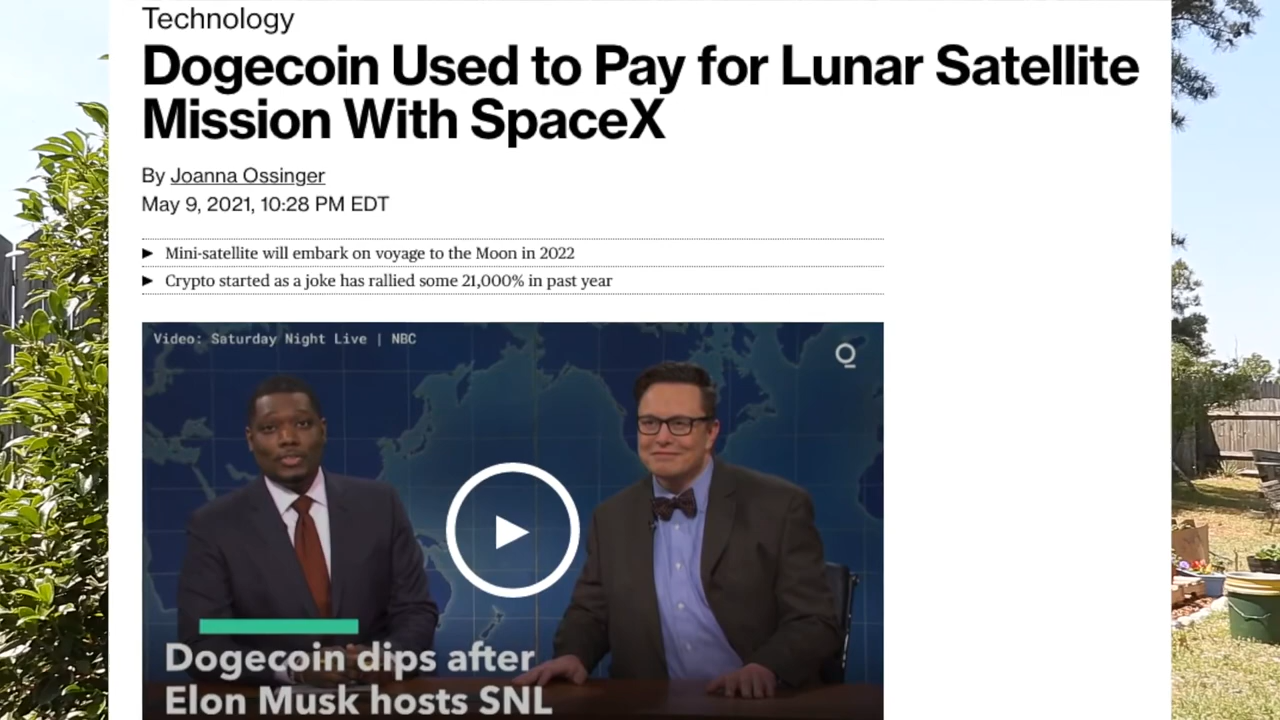 Technology
Dogecoin Used to Pay for Lunar Satellite
Mission With SpaceX
By Joanna Ossinger
May 9, 2021, 10:28 PM EDT
► Mini-satellite will embark on voyage to the Moon in 2022
► Crypto started as a joke has rallied some 21,000% in past year
Video: Saturday Night Live | NBC
Dogecoin dips after
Elon Musk hosts SNL